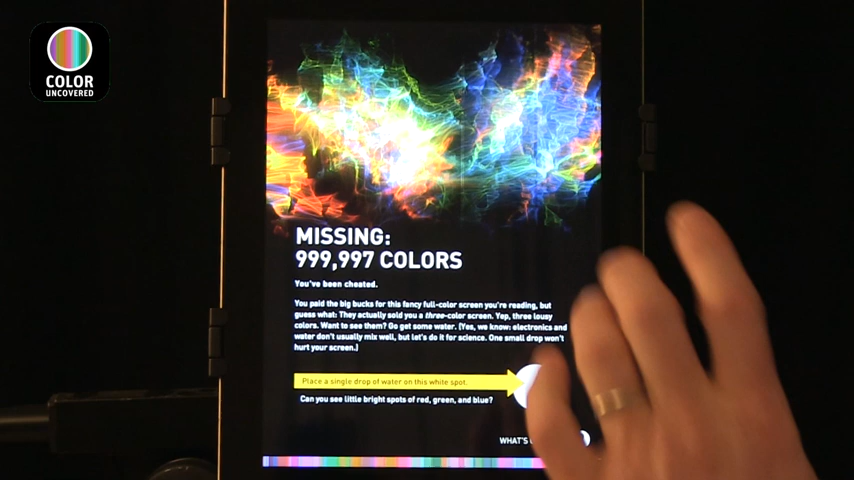 COLOR
UNCOVERED
MISSING:
999,997 COLORS
You've been cheated.
You paid the big bucks for this fancy full-color screen you're reading, but
guess what: They actually sold you a three-color screen. Yep, three lousy
colors. Want to see them? Go get some water. (Yes, we know: electronics and
water don't usually mix well, but let's do it for science. One small drop won't
hurt your screen.)
Place a single drop of water on this white spot.
Can you see little bright spots of red, green, and blue?
WHAT'S